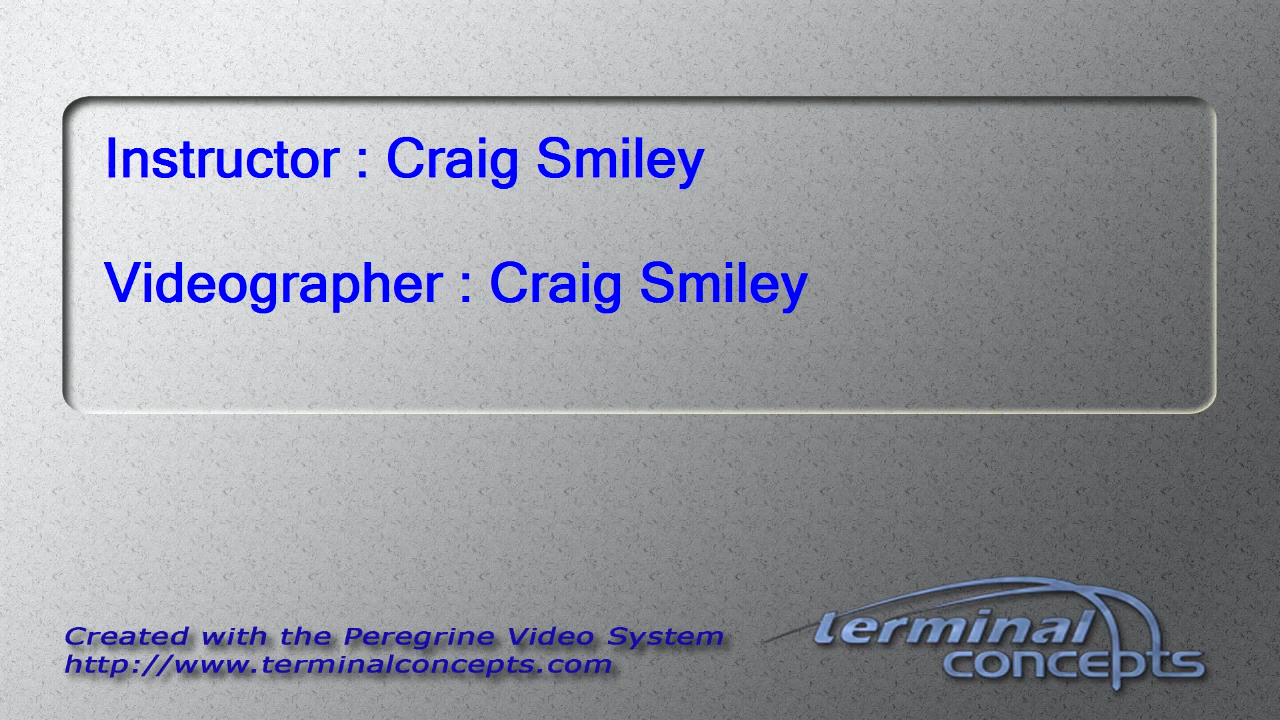 Instructor : Craig Smiley
Videographer : Craig Smiley
Created with the Peregrine Video System
http://www.terminalconcepts.com
terminal
concepts